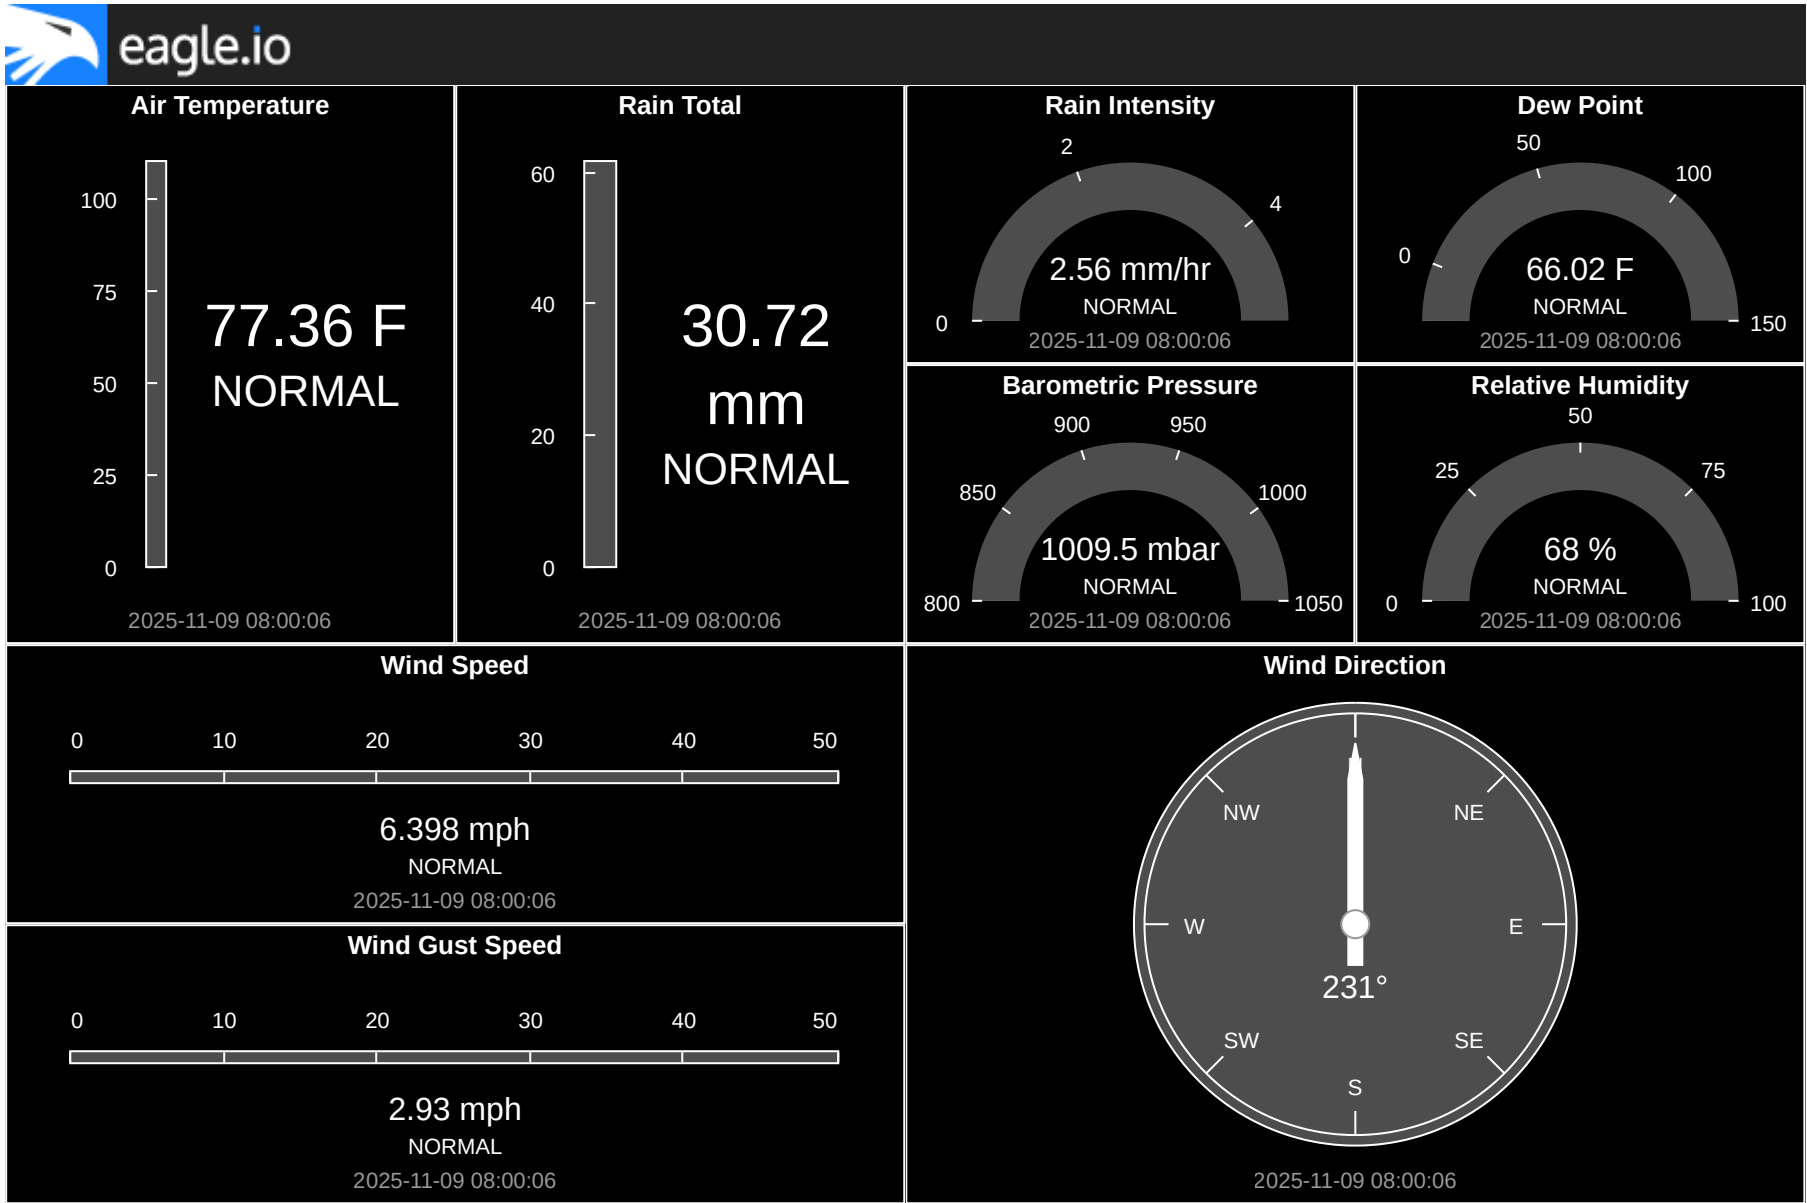 eagle.io
Air Temperature
100
75
50
25
0
77.36 F
NORMAL
2025-11-09 08:00:06
Rain Total
60
40
20
0
30.72
mm
NORMAL
2025-11-09 08:00:06
Rain Intensity
0
2
4
2.56 mm/hr
NORMAL
2025-11-09 08:00:06
Dew Point
0
50
100
150
66.02 F
NORMAL
2025-11-09 08:00:06
Barometric Pressure
800
850
900
950
1000
1050
1009.5 mbar
NORMAL
2025-11-09 08:00:06
Relative Humidity
0
25
50
75
100
68 %
NORMAL
2025-11-09 08:00:06
Wind Speed
0 10 20 30 40 50
6.398 mph
NORMAL
2025-11-09 08:00:06
Wind Gust Speed
0 10 20 30 40 50
2.93 mph
NORMAL
2025-11-09 08:00:06
Wind Direction
NW NE
W E
231°
SW SE
S
2025-11-09 08:00:06